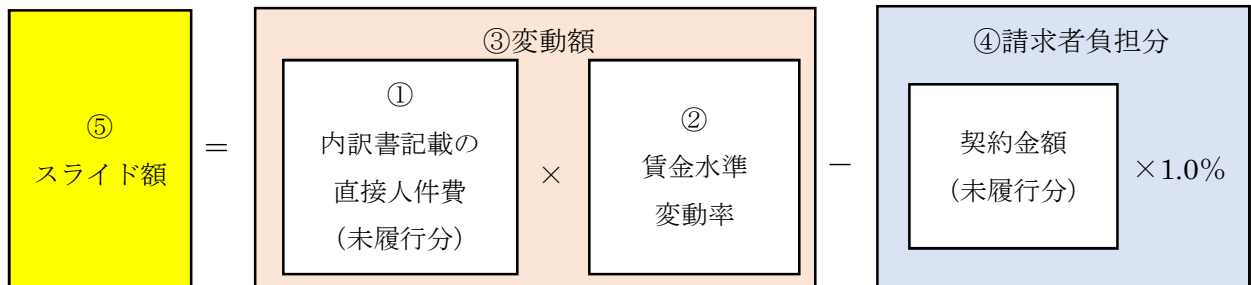 ⑤
スライド額
＝
③変動額
①
内訳書記載の
直接人件費
（未履行分）
×
②
賃金水準
変動率
－
④請求者負担分
契約金額
（未履行分）
×1.0％